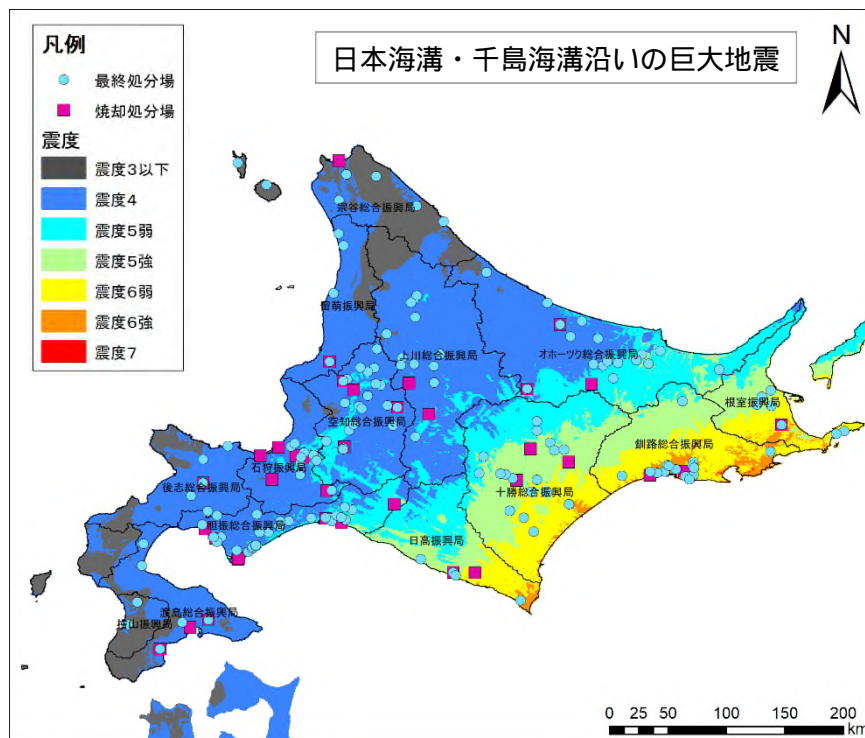 日本海溝・千島海溝沿いの巨大地震
N
凡例
最終処分場
焼却処分場
震度
震度3以下
震度4
震度5弱
震度5強
震度6弱
震度6強
震度7
宗谷総合振興局
留萌振興局
上川総合振興局
オホーツク総合振興局
根室振興局
空知総合振興局
釧路総合振興局
石狩振興局
後志総合振興局
十勝総合振興局
胆振総合振興局
日高振興局
渡島総合振興局
檜山振興局
0 25 50 100 150 200
km